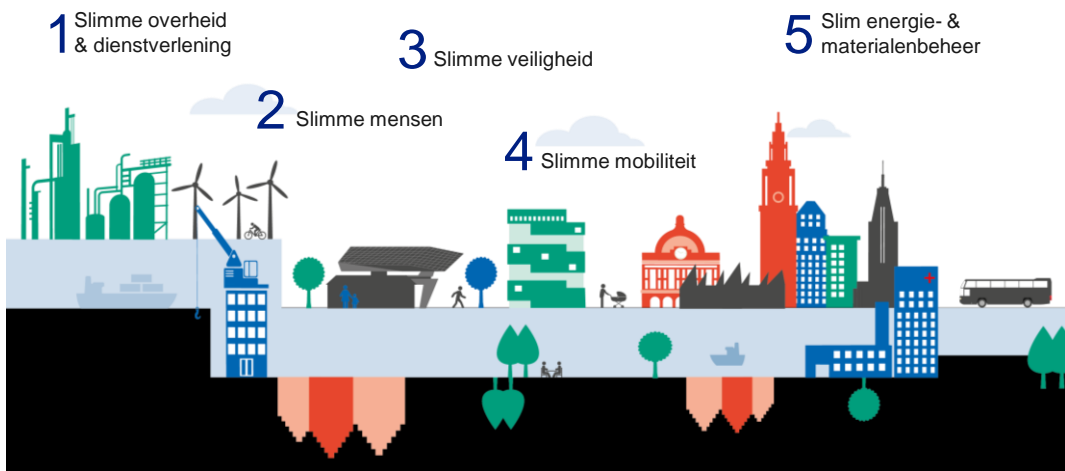 1 Slimme overheid
& dienstverlening
2 Slimme mensen
3 Slimme veiligheid
4 Slimme mobiliteit
5 Slim energie- &
materialenbeheer